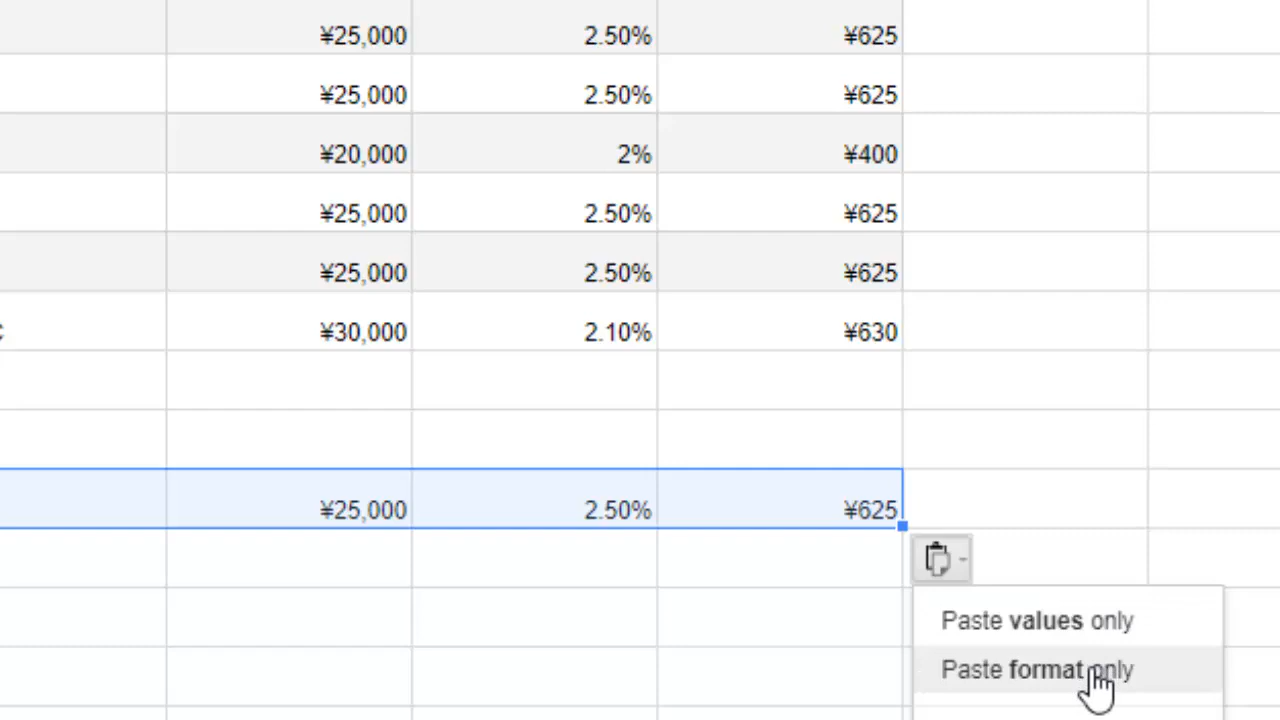 ¥25,000 2.50% ¥625
¥25,000 2.50% ¥625
¥20,000 2% ¥400
¥25,000 2.50% ¥625
¥25,000 2.50% ¥625
¥30,000 2.10% ¥630
¥25,000 2.50% ¥625
Paste values only
Paste format only